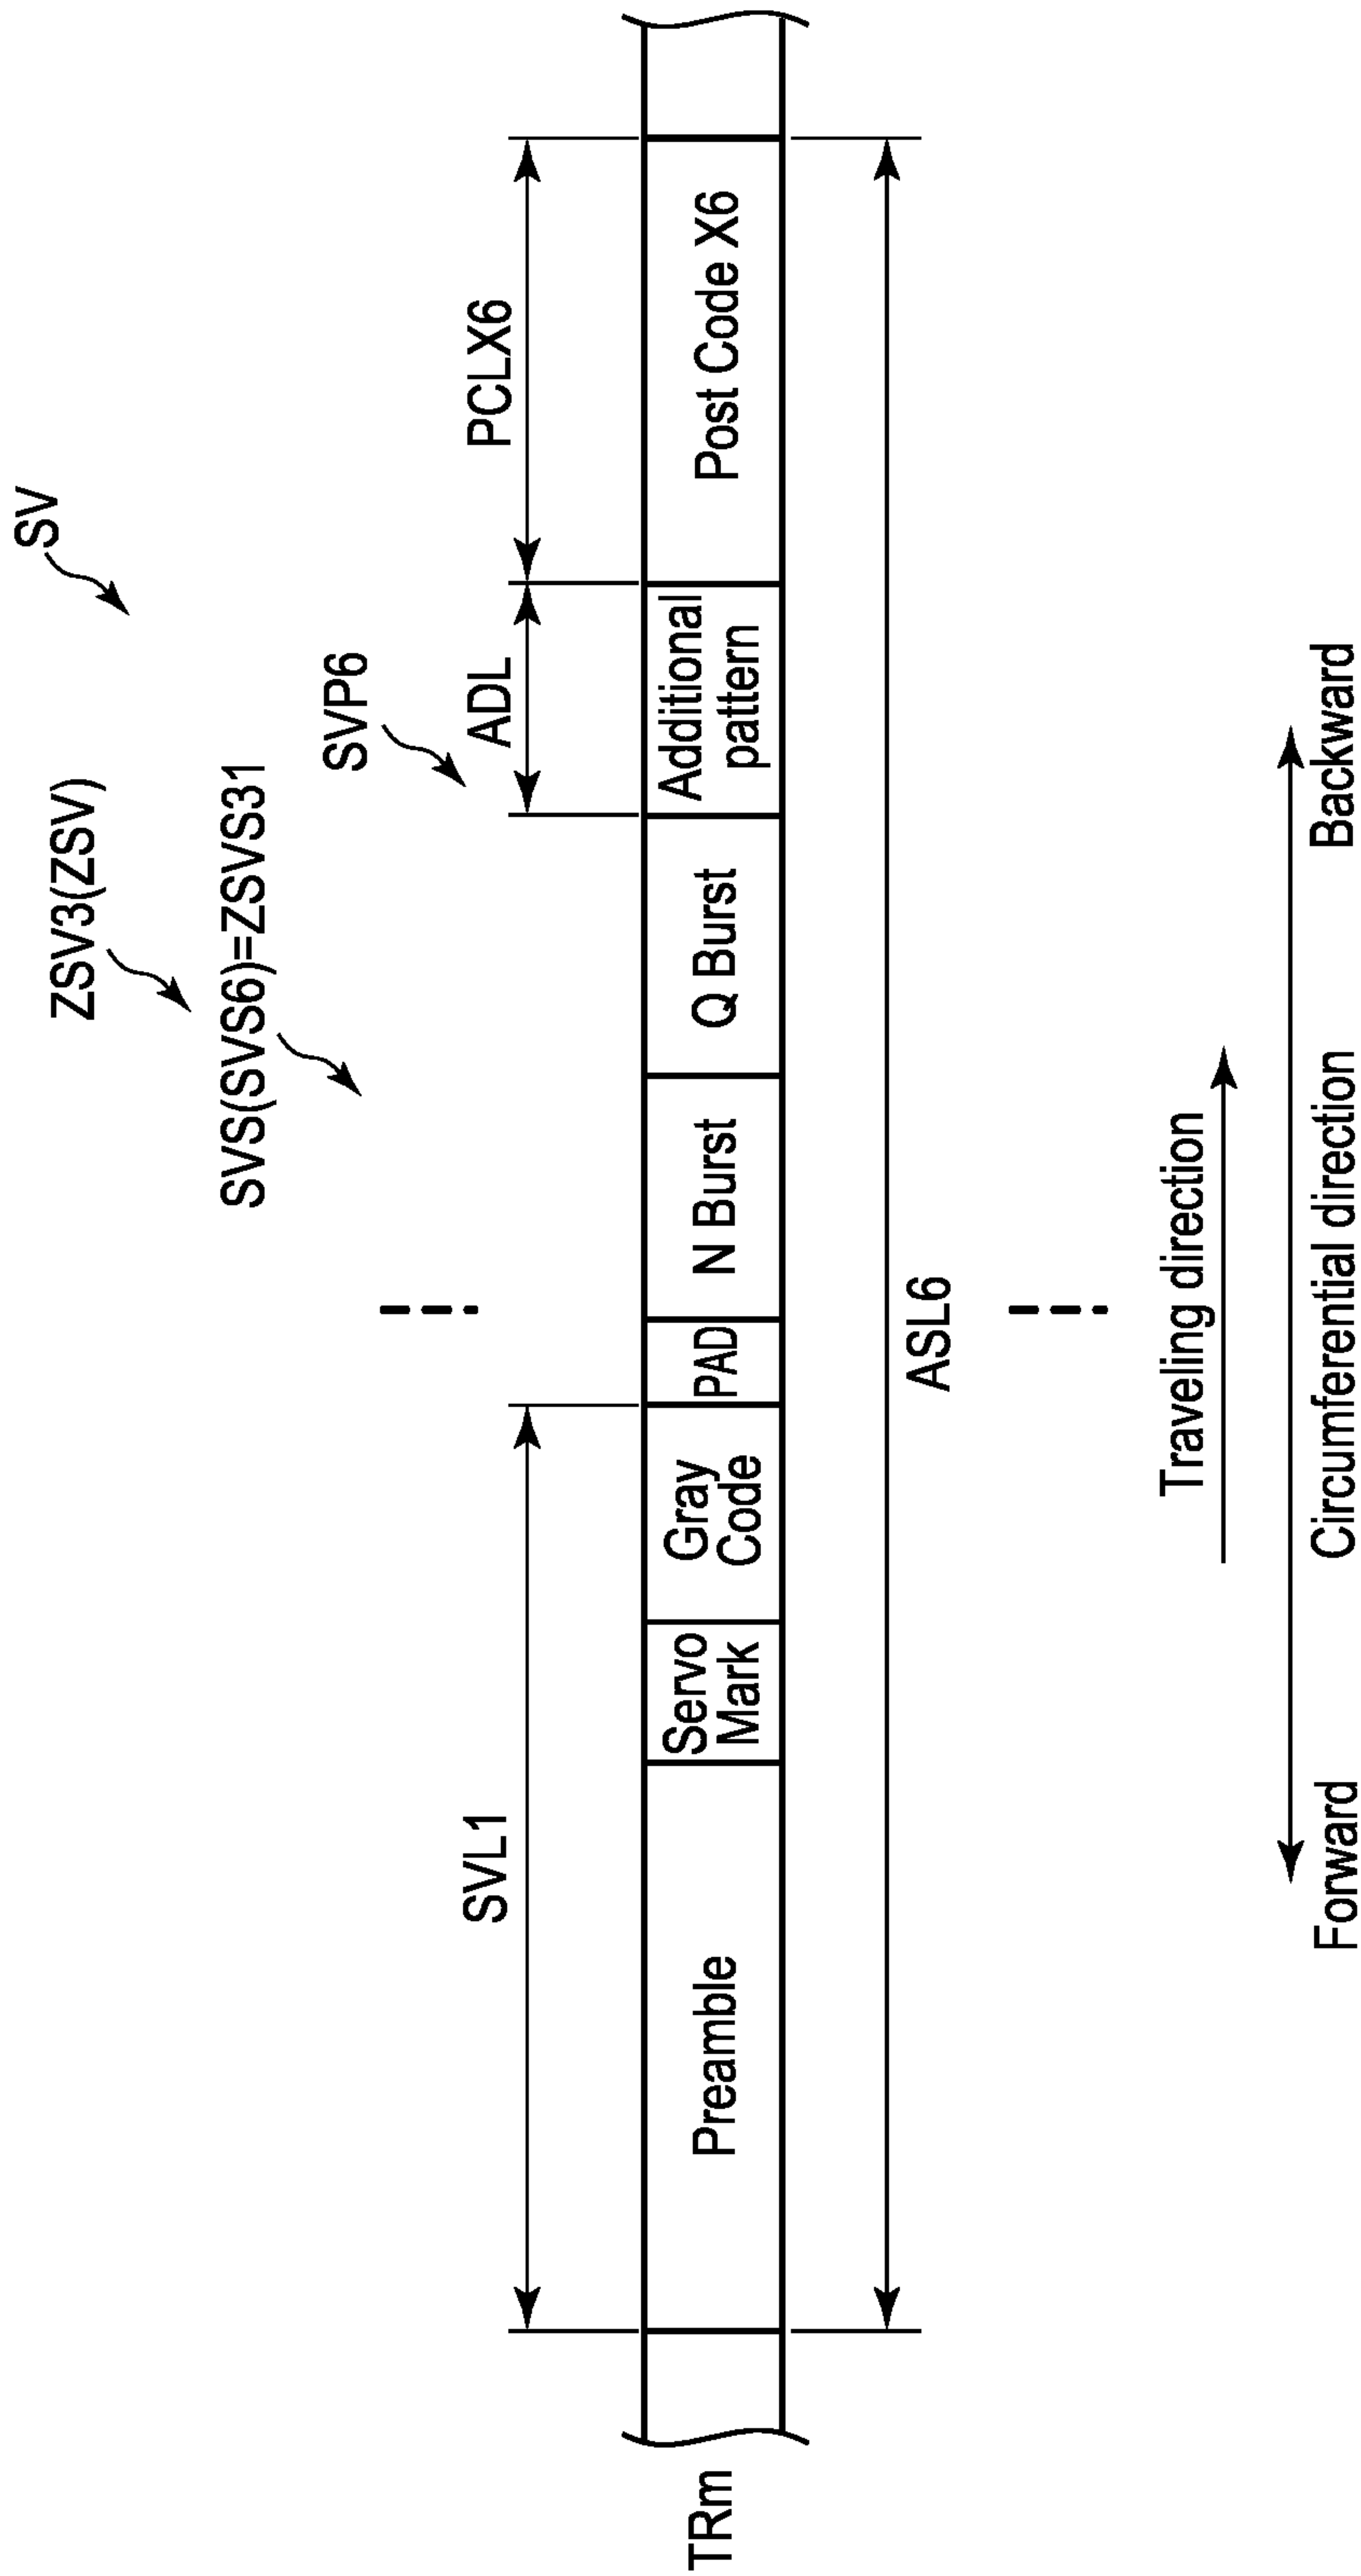 SV
ZSV3(ZSV)
SVS(SVS6)=ZSVS31
SVP6
SVL1
ADL
PCLX6
TRm
Preamble
Servo
Mark
Gray
Code
PAD
N Burst
Q Burst
Additional
pattern
Post Code X6
ASL6
Traveling direction
Forward
Circumferential direction
Backward